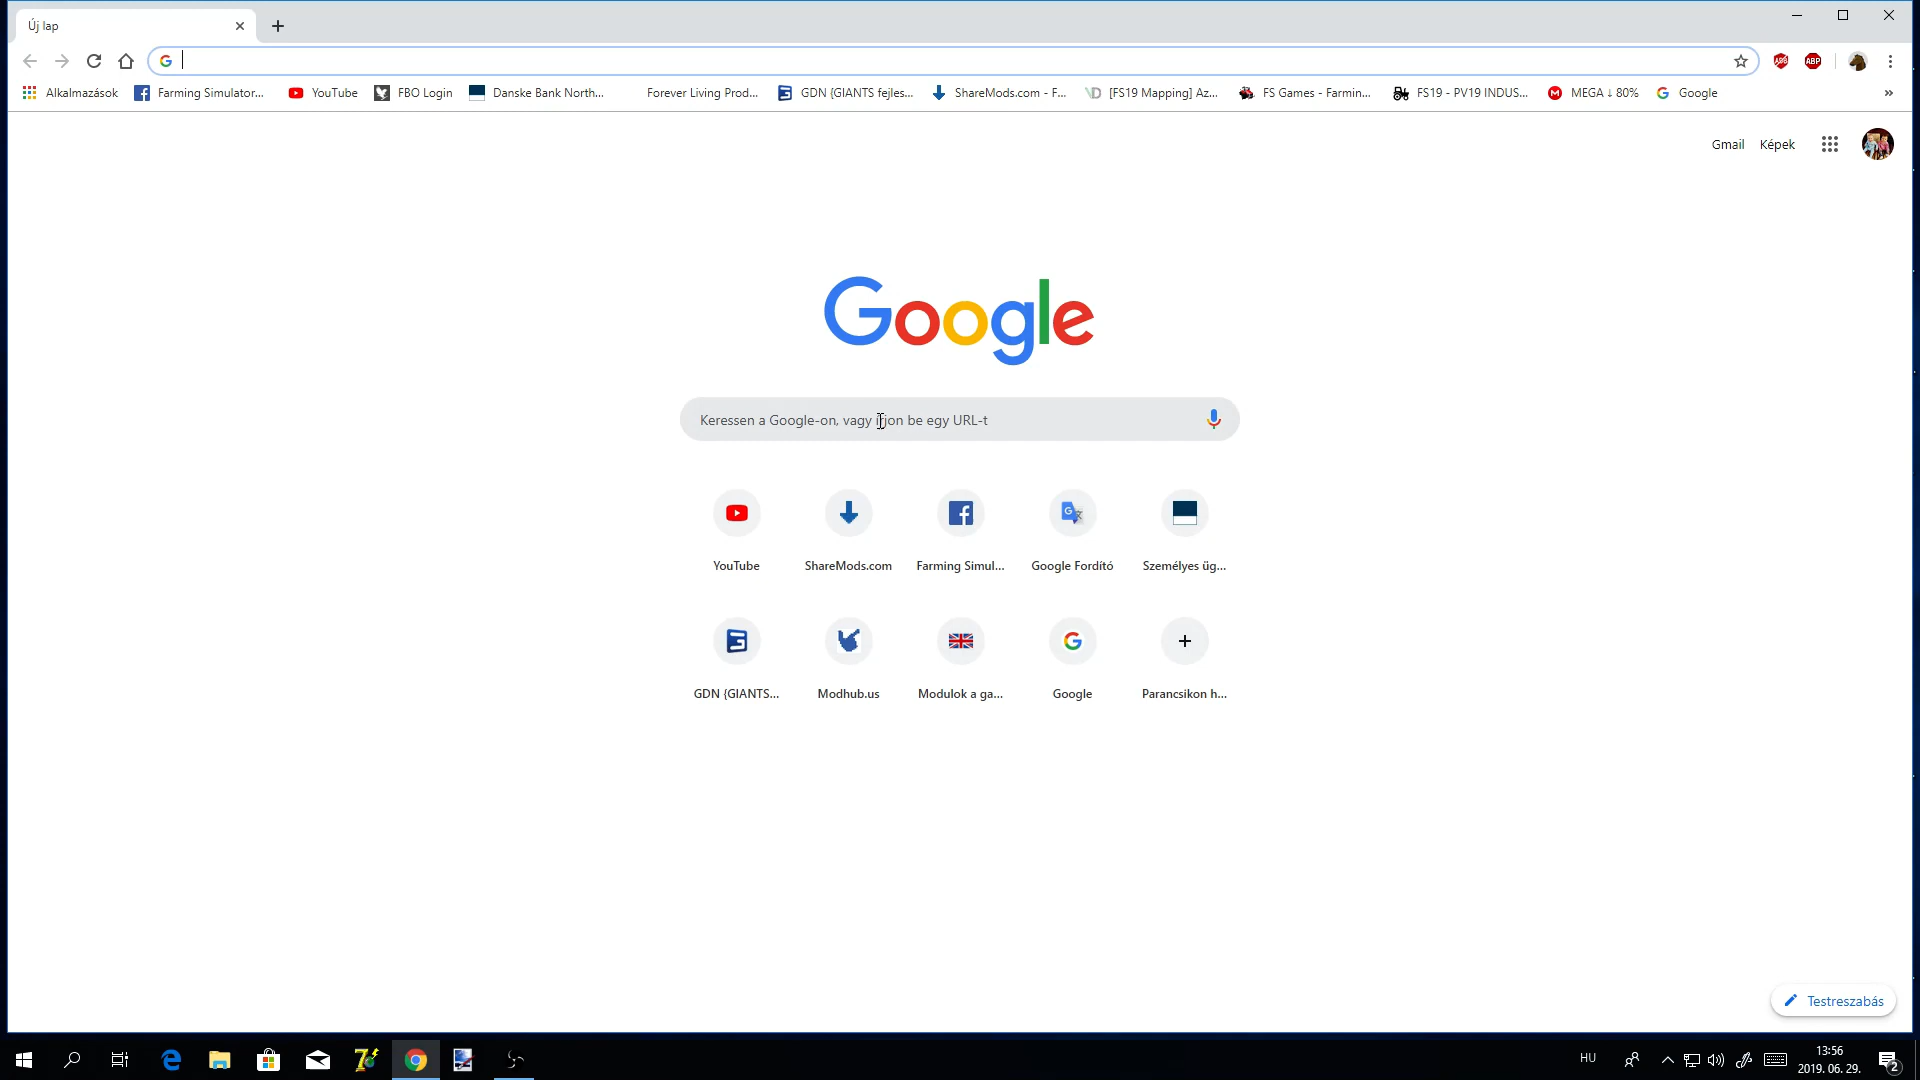 Új lap
Alkalmazások Farming Simulator... YouTube FBO Login Danske Bank North... Forever Living Prod... GDN {GIANTS fejles... ShareMods.com - F... [FS19 Mapping] Az... FS Games - Farmin... FS19 - PV19 INDUS... MEGA ↓ 80% Google »
Gmail Képek
Google
Keressen a Google-on, vagy írjon be egy URL-t
YouTube ShareMods.com Farming Simul... Google Fordító Személyes üg...
GDN {GIANTS... Modhub.us Modulok a ga... Google Parancsikon h...
Testreszabás
HU
13:56
2019. 06. 29.
2